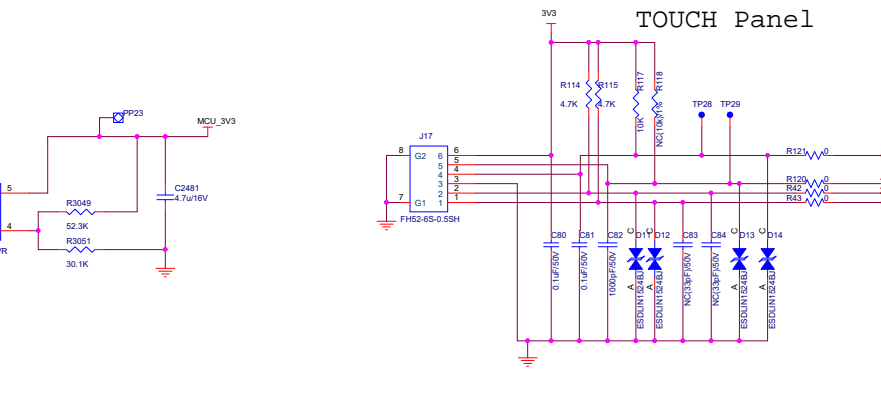 TOUCH Panel
3V3
R114
4.7K
R115
4.7K
R117
10K
R118
NC(10k)/1%
TP28
TP29
PP23
MCU_3V3
J17
8
G2
6
6
5
5
4
4
3
3
2
2
7
G1
1
1
FH52-6S-0.5SH
R121
0
R120
0
R42
0
R43
0
5
4
R3049
52.3K
R3051
30.1K
C2481
4.7u/16V
C80
0.1uF/50V
C81
0.1uF/50V
C82
1000pF/50V
D11
C
A
ESDLIN1524BJ
D12
C
A
ESDLIN1524BJ
C83
NC(33pF)/50V
C84
NC(33pF)/50V
D13
C
A
ESDLIN1524BJ
D14
C
A
ESDLIN1524BJ